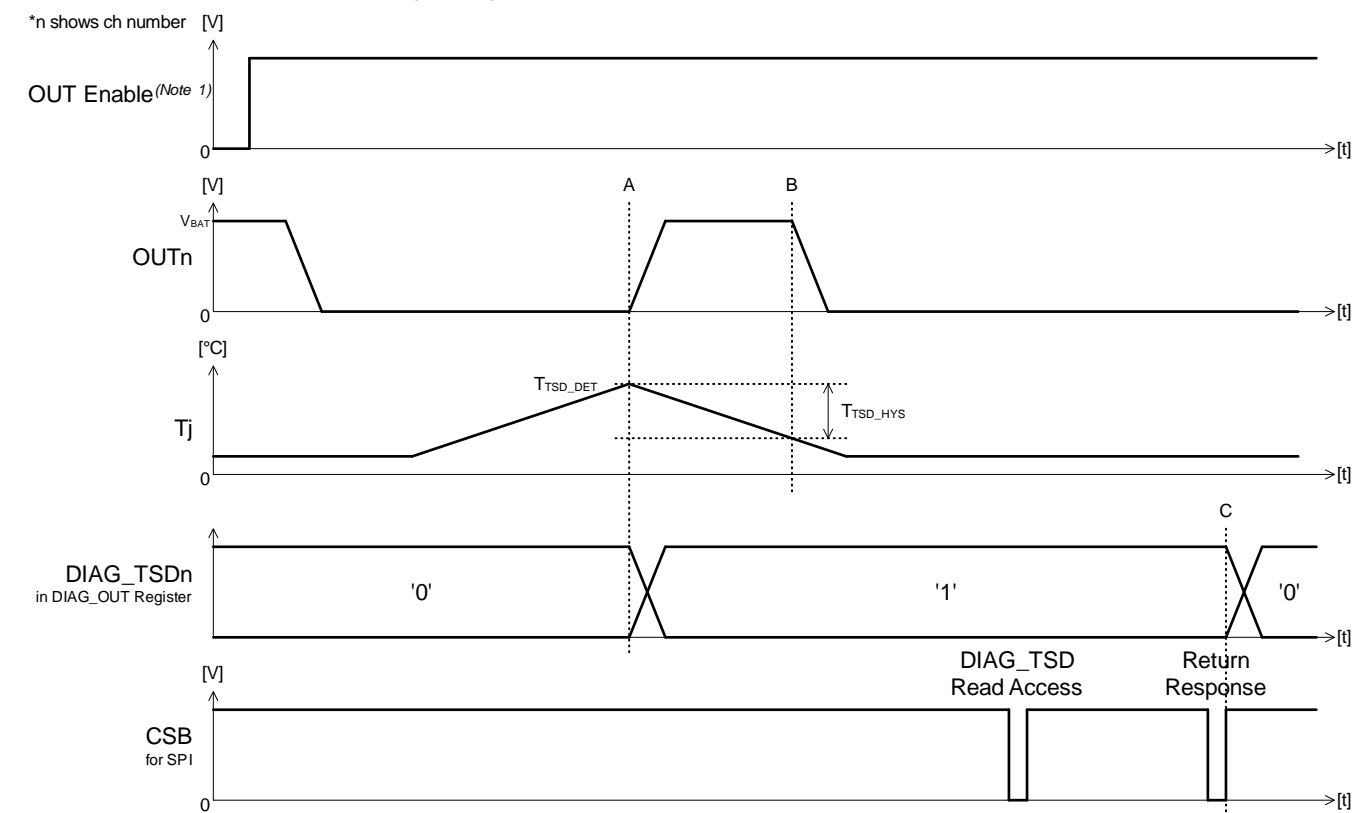 *n shows ch number [V]
OUT Enable(Note 1)
0
[t]
[V]
A
B
VBAT
OUTn
0
[t]
[°C]
TTSD_DET
TTSD_HYS
Tj
0
[t]
C
DIAG_TSDn
in DIAG_OUT Register
'0'
'1'
'0'
[t]
DIAG_TSD
Read Access
Return
Response
[V]
CSB
for SPI
0
[t]